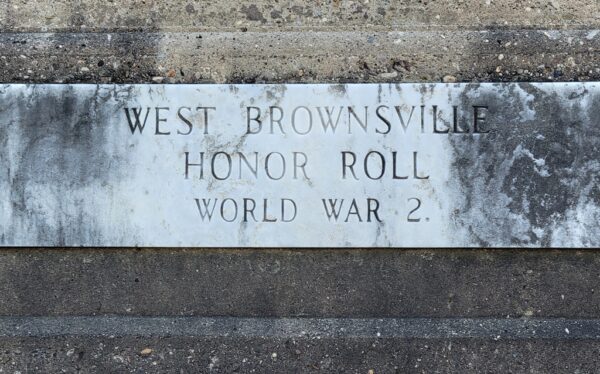 WEST BROWNSVILLE
HONOR ROLL
WORLD WAR 2.